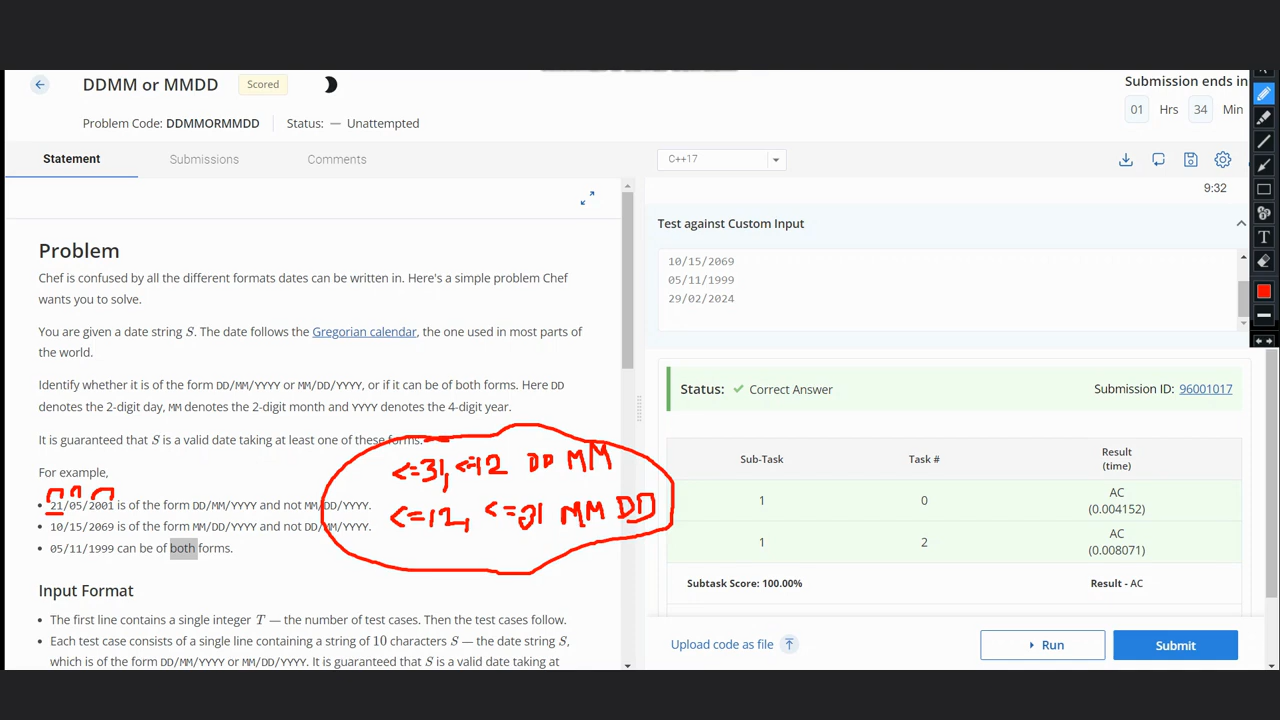 DDMM or MMDD
Scored
Submission ends in
Problem Code: DDMMORMMDD
Status: — Unattempted
01 Hrs 34 Min
Statement
Submissions
Comments
C++17
9:32
Test against Custom Input
10/15/2069
05/11/1999
29/02/2024
Problem
Chef is confused by all the different formats dates can be written in. Here's a simple problem Chef
wants you to solve.
You are given a date string S. The date follows the Gregorian calendar, the one used in most parts of
the world.
Identify whether it is of the form DD/MM/YYYY or MM/DD/YYYY, or if it can be of both forms. Here DD
denotes the 2-digit day, MM denotes the 2-digit month and YYYY denotes the 4-digit year.
It is guaranteed that S is a valid date taking at least one of these forms.
For example,
• 21/05/2001 is of the form DD/MM/YYYY and not MM/DD/YYYY.
• 10/15/2069 is of the form MM/DD/YYYY and not DD/MM/YYYY.
• 05/11/1999 can be of both forms.
<=31, <=12 DD MM
<=12, <=31 MM DD
Input Format
• The first line contains a single integer T — the number of test cases. Then the test cases follow.
• Each test case consists of a single line containing a string of 10 characters S — the date string S,
which is of the form DD/MM/YYYY or MM/DD/YYYY. It is guaranteed that S is a valid date taking at
Status: ✓ Correct Answer
Submission ID: 96001017
Sub-Task
Task #
Result
(time)
1
0
AC
(0.004152)
1
2
AC
(0.008071)
Subtask Score: 100.00%
Result - AC
Upload code as file
Run
Submit